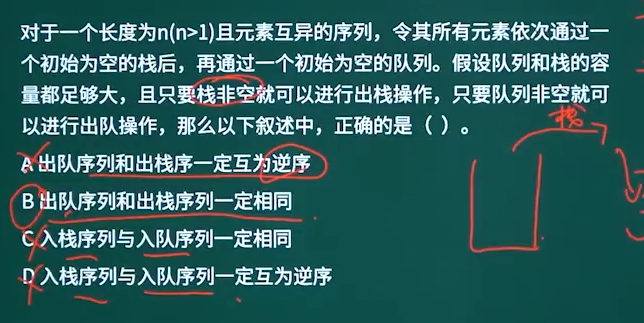 对于一个长度为n(n>1)且元素互异的序列，令其所有元素依次通过一
个初始为空的栈后，再通过一个初始为空的队列。假设队列和栈的容
量都足够大，且只要栈非空就可以进行出栈操作，只要队列非空就可
以进行出队操作，那么以下叙述中，正确的是（ ）。
栈
A 出队序列和出栈序一定互为逆序
B 出队序列和出栈序列一定相同
C 入栈序列与入队序列一定相同
D 入栈序列与入队序列一定互为逆序